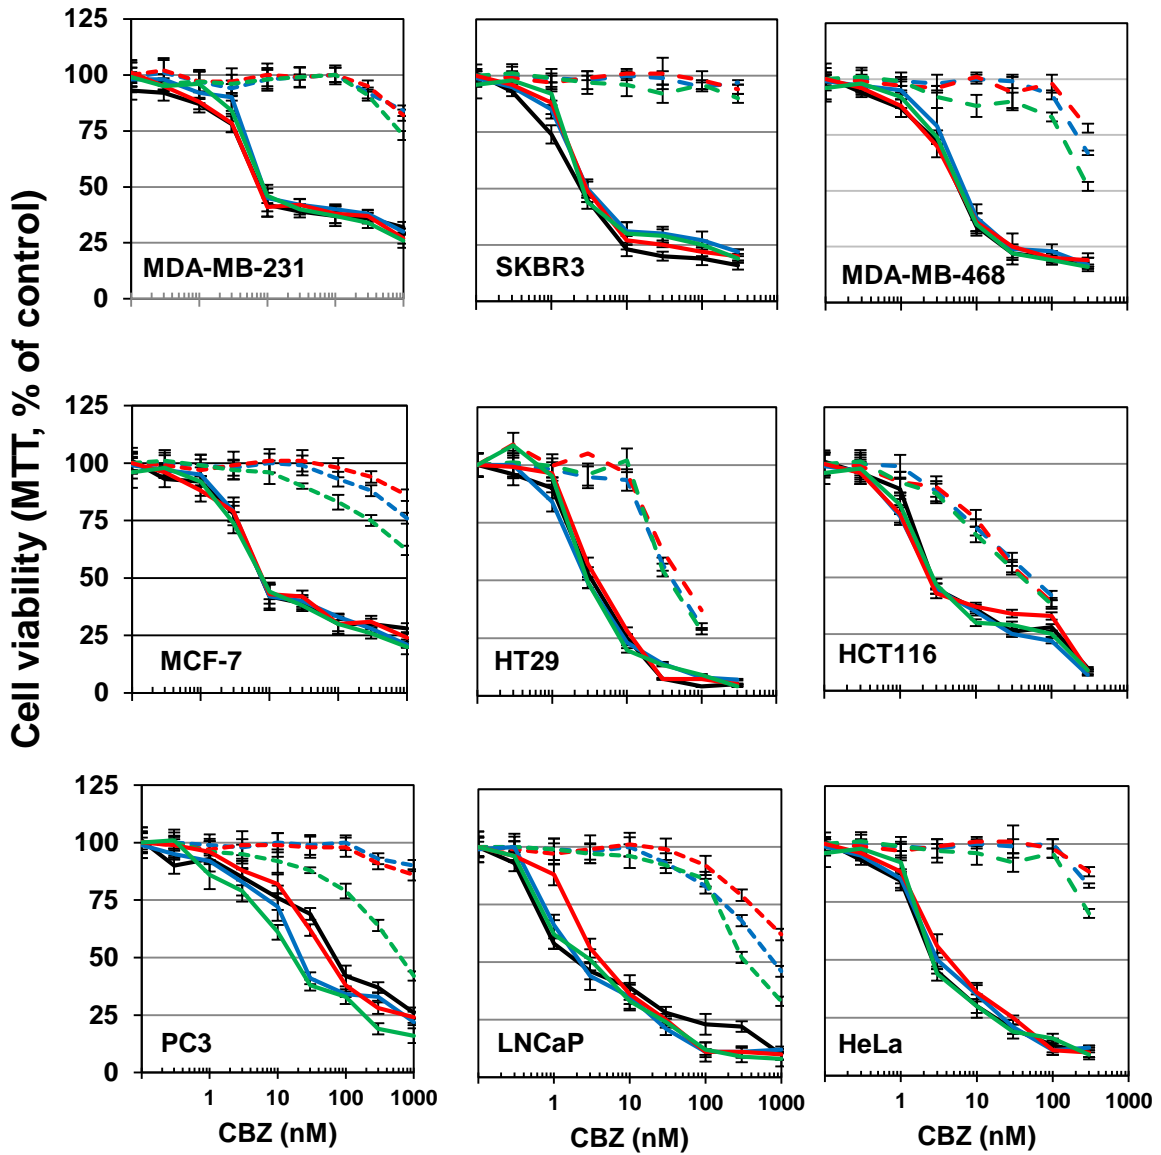 Cell viability (MTT, % of control)
125
100
75
50
25
0
MDA-MB-231
SKBR3
MDA-MB-468
125
100
75
50
25
0
MCF-7
HT29
HCT116
125
100
75
50
25
0
PC3
LNCaP
HeLa
1 10 100 1000
1 10 100 1000
1 10 100 1000
CBZ (nM)
CBZ (nM)
CBZ (nM)